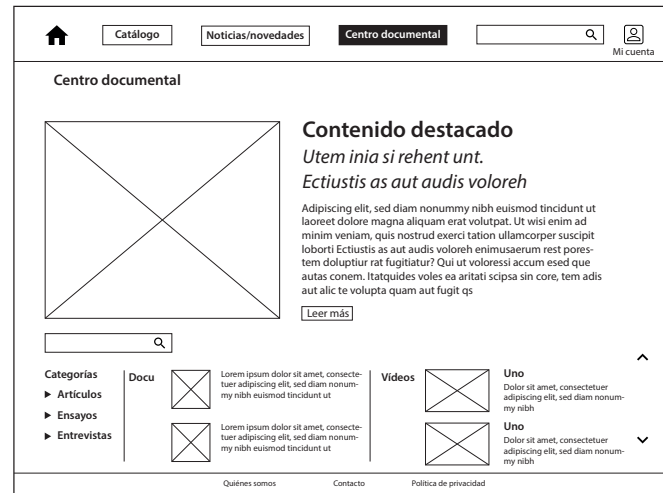 Catálogo
Noticias/novedades
Centro documental
Mi cuenta
Centro documental
Contenido destacado
Utem inia si rehent unt.
Ectiustis as aut audis voloreh
Adipiscing elit, sed diam nonummy nibh euismod tincidunt ut
laoreet dolore magna aliquam erat volutpat. Ut wisi enim ad
minim veniam, quis nostrud exerci tation ullamcorper suscipit
loborti Ectiustis as aut audis voloreh enimusaerum rest pores-
tem doluptiur rat fugitiatur? Qui ut voloressi accum esed que
autas conem. Itatquides voles ea aritati scipsa sin core, tem adis
aut alic te volupta quam aut fugit qs
Leer más
Categorías
Artículos
Ensayos
Entrevistas
Docu
Lorem ipsum dolor sit amet, consecte-
tuer adipiscing elit, sed diam nonum-
my nibh euismod tincidunt ut
Lorem ipsum dolor sit amet, consecte-
tuer adipiscing elit, sed diam nonum-
my nibh euismod tincidunt ut
Vídeos
Uno
Dolor sit amet, consectetuer
adipiscing elit, sed diam nonum-
my nibh
Uno
Dolor sit amet, consectetuer
adipiscing elit, sed diam nonum-
my nibh
Quiénes somos
Contacto
Política de privacidad